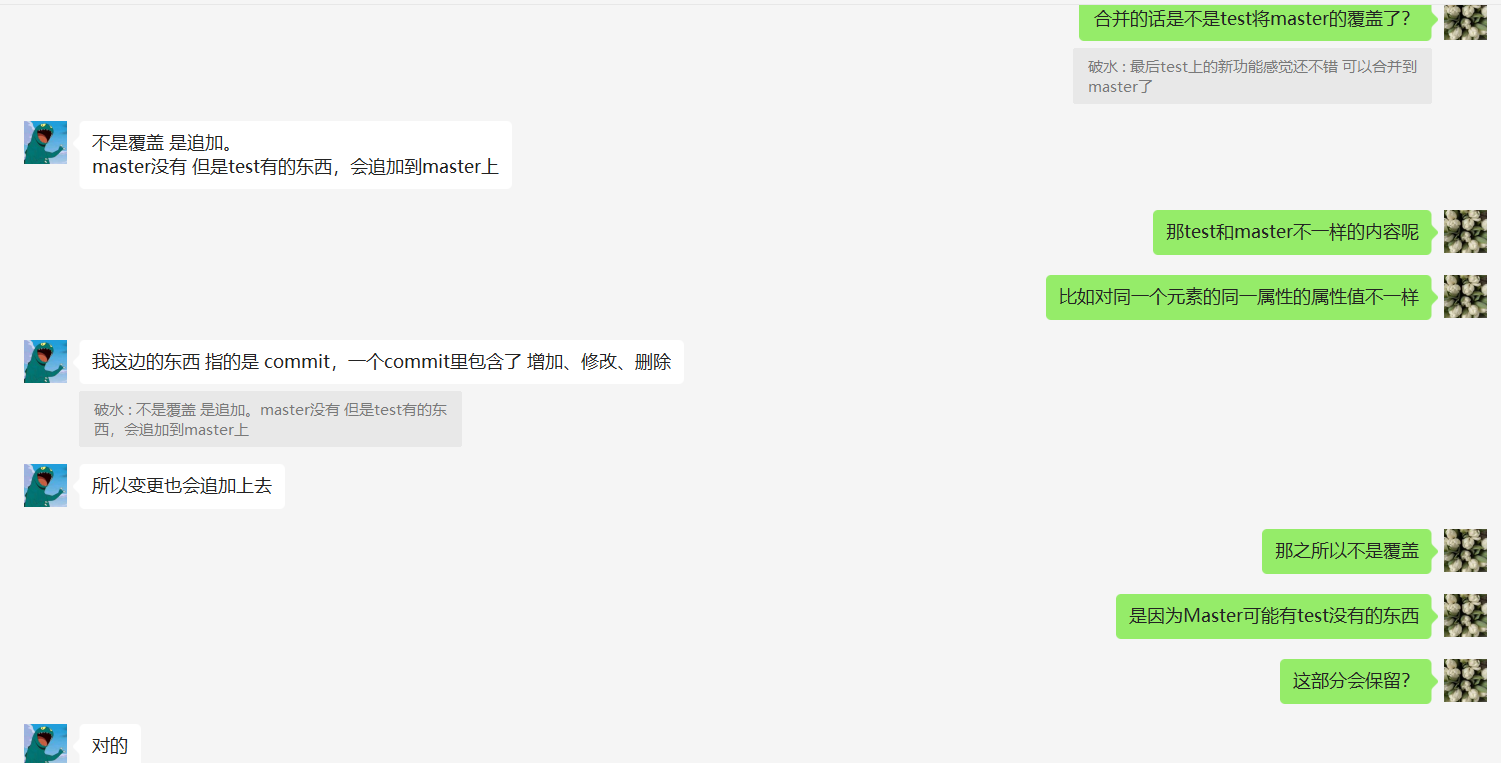 合并的话是不是test将master的覆盖了？
破水 : 最后test上的新功能感觉还不错 可以合并到
master了
不是覆盖 是追加。
master没有 但是test有的东西，会追加到master上
那test和master不一样的内容呢
比如对同一个元素的同一属性的属性值不一样
我这边的东西 指的是 commit，一个commit里包含了 增加、修改、删除
破水 : 不是覆盖 是追加。master没有 但是test有的东
西，会追加到master上
所以变更也会追加上去
那之所以不是覆盖
是因为Master可能有test没有的东西
这部分会保留？
对的